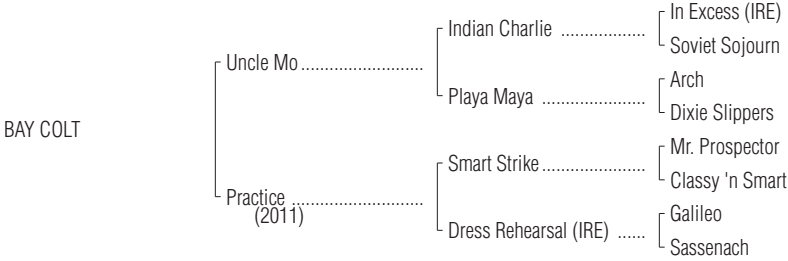 In Excess (IRE)
Indian Charlie ...................
Soviet Sojourn
Uncle Mo ..........................
Arch
Playa Maya ......................
Dixie Slippers
BAY COLT
Mr. Prospector
Smart Strike ......................
Classy 'n Smart
Practice ............................
(2011)
Galileo
Dress Rehearsal (IRE) ......
Sassenach